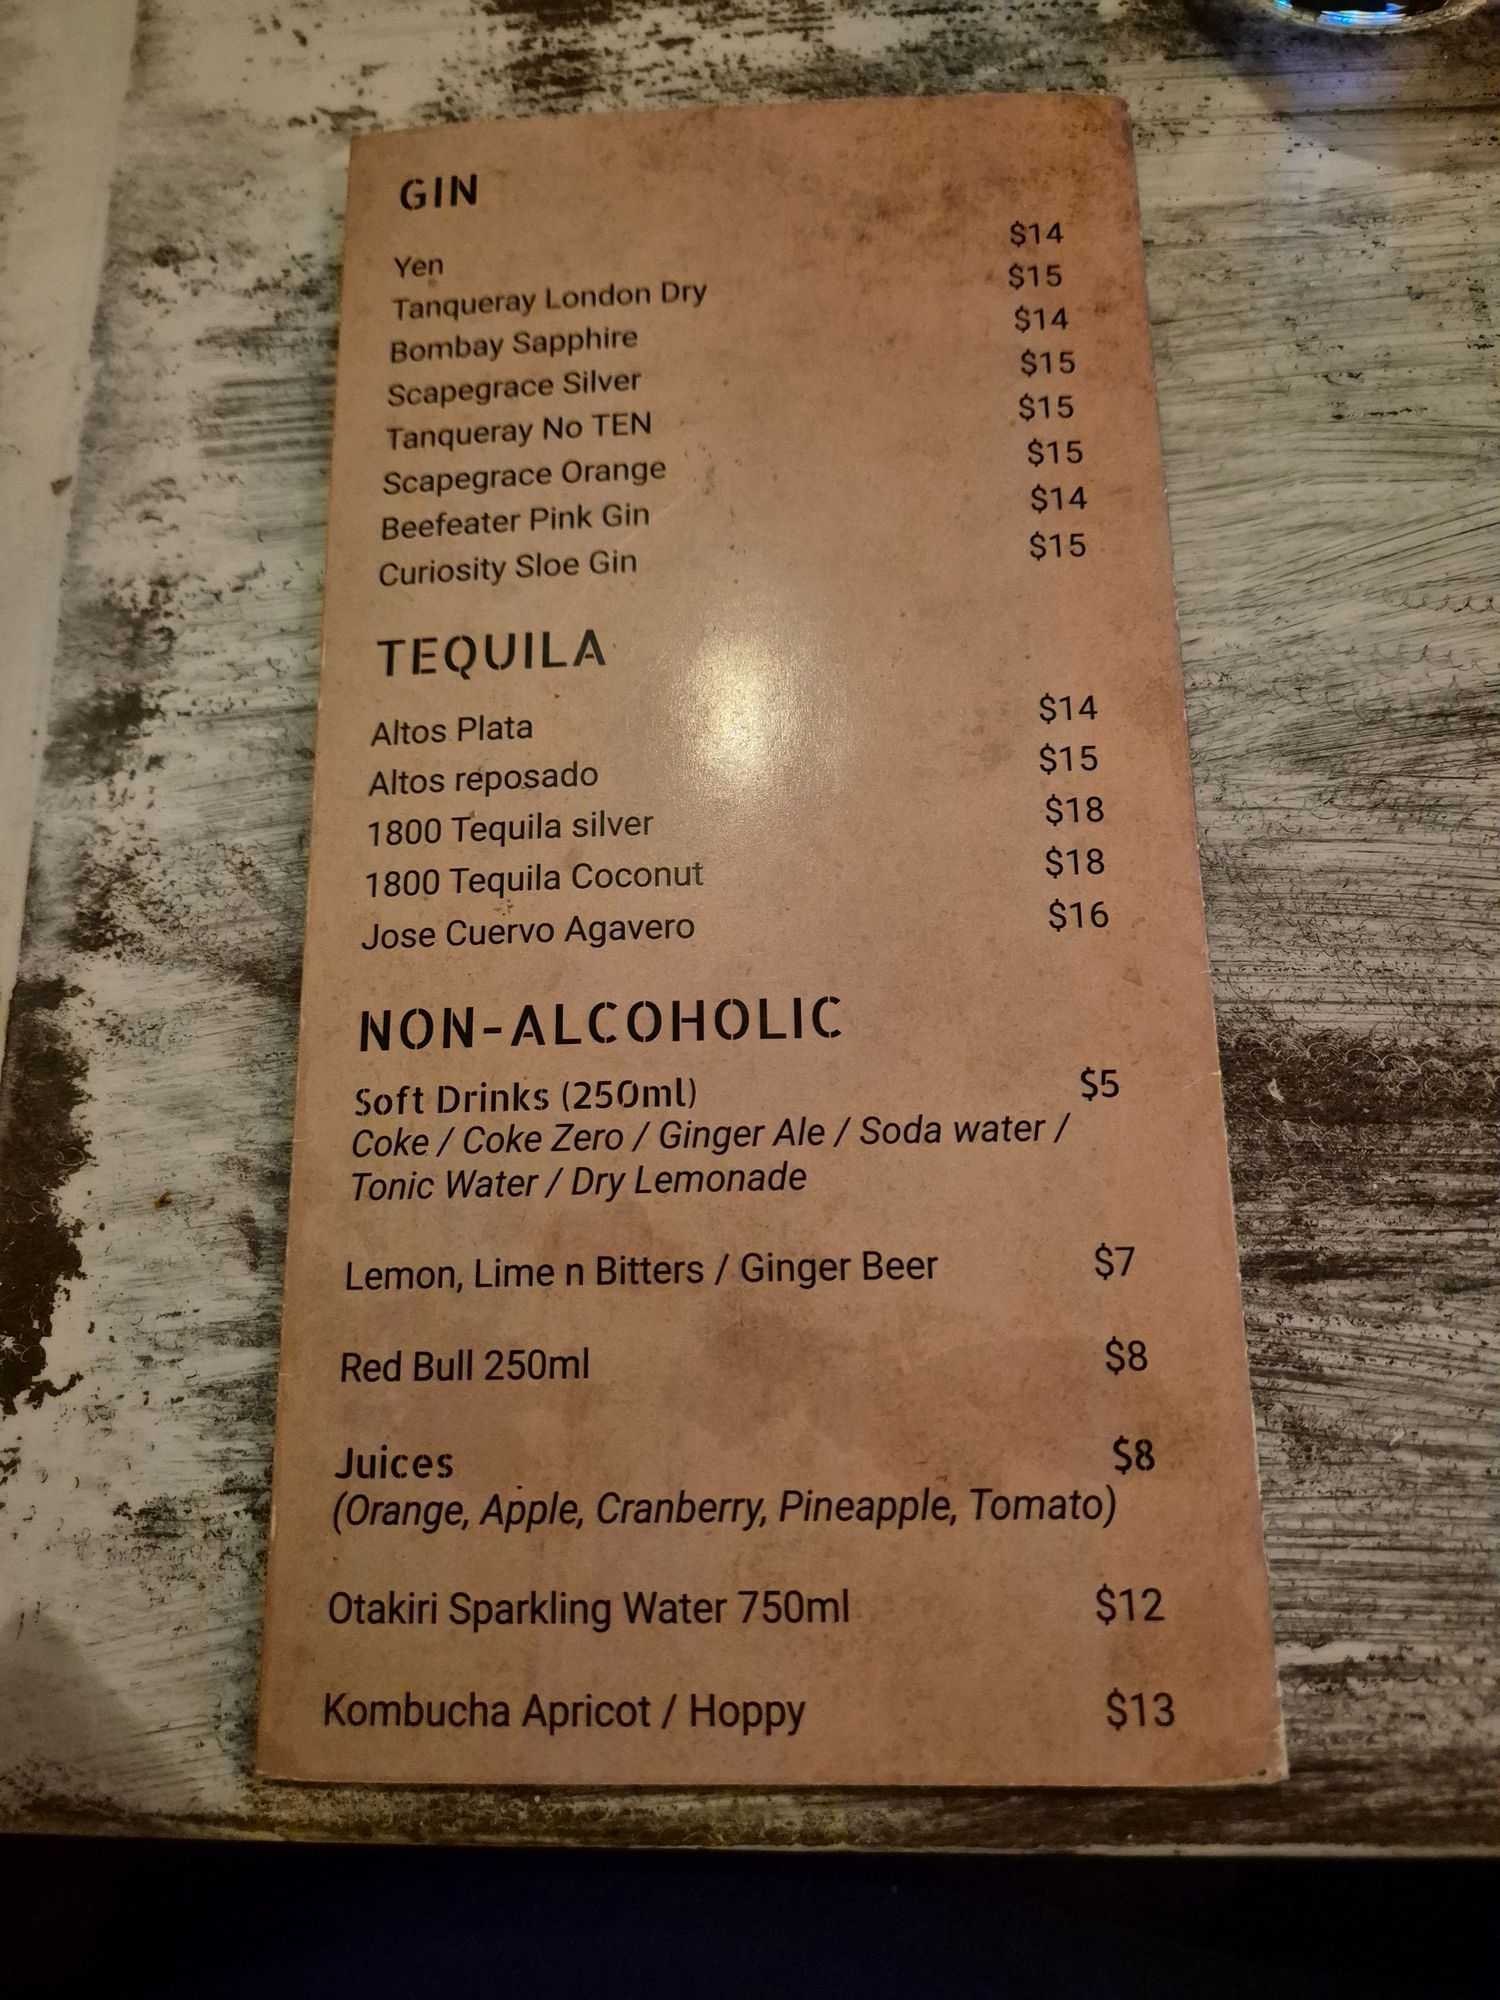 GIN
Yen $14
Tanqueray London Dry $15
Bombay Sapphire $14
Scapegrace Silver $15
Tanqueray No TEN $15
Scapegrace Orange $15
Beefeater Pink Gin $14
Curiosity Sloe Gin $15
TEQUILA
Altos Plata $14
Altos reposado $15
1800 Tequila silver $18
1800 Tequila Coconut $18
Jose Cuervo Agavero $16
NON-ALCOHOLIC
Soft Drinks (250ml) $5
Coke / Coke Zero / Ginger Ale / Soda water /
Tonic Water / Dry Lemonade
Lemon, Lime n Bitters / Ginger Beer $7
Red Bull 250ml $8
Juices $8
(Orange, Apple, Cranberry, Pineapple, Tomato)
Otakiri Sparkling Water 750ml $12
Kombucha Apricot / Hoppy $13